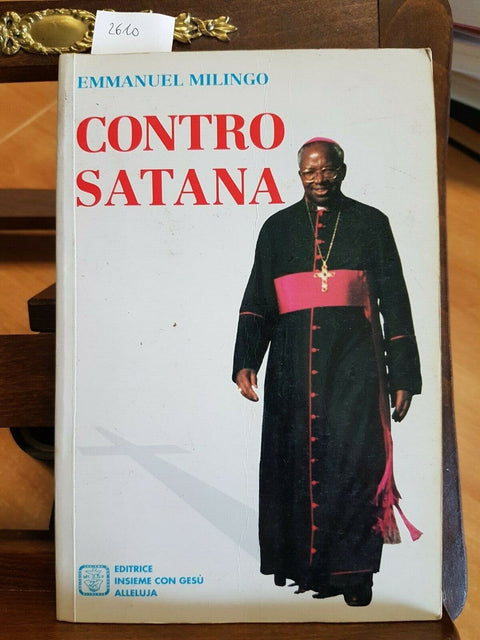 2610
EMMANUEL MILINGO
CONTRO
SATANA
EDITRICE
INSIEME CON GESÙ
ALLELUJA